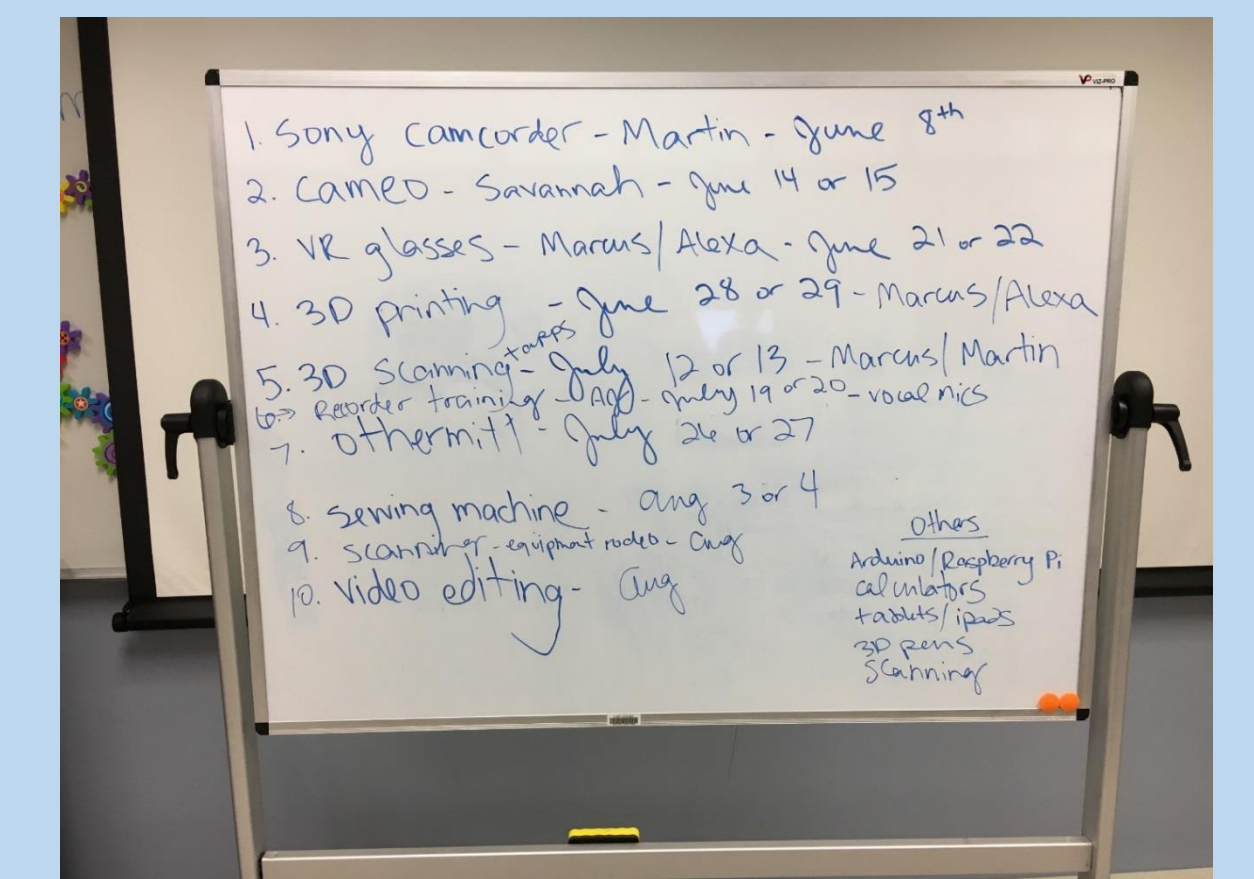 VIZ-PRO
1. Sony camcorder - Martin - June 8th
2. Cameo - Savannah - June 14 or 15
3. VR glasses - Marcus/Alexa - June 21 or 22
4. 3D printing - June 28 or 29 - Marcus/Alexa
5. 3D Scanning + apps - July 12 or 13 - Marcus/Martin
6 → Recorder training - - July 19 or 20 - vocal mics
7. Othermill - July 26 or 27
8. Sewing machine - aug 3 or 4
9. scanning - equipment rodeo - aug
10. Video editing - aug
Others
Arduino/Raspberry Pi
calculators
tablets/ipads
3D pens
Scanning